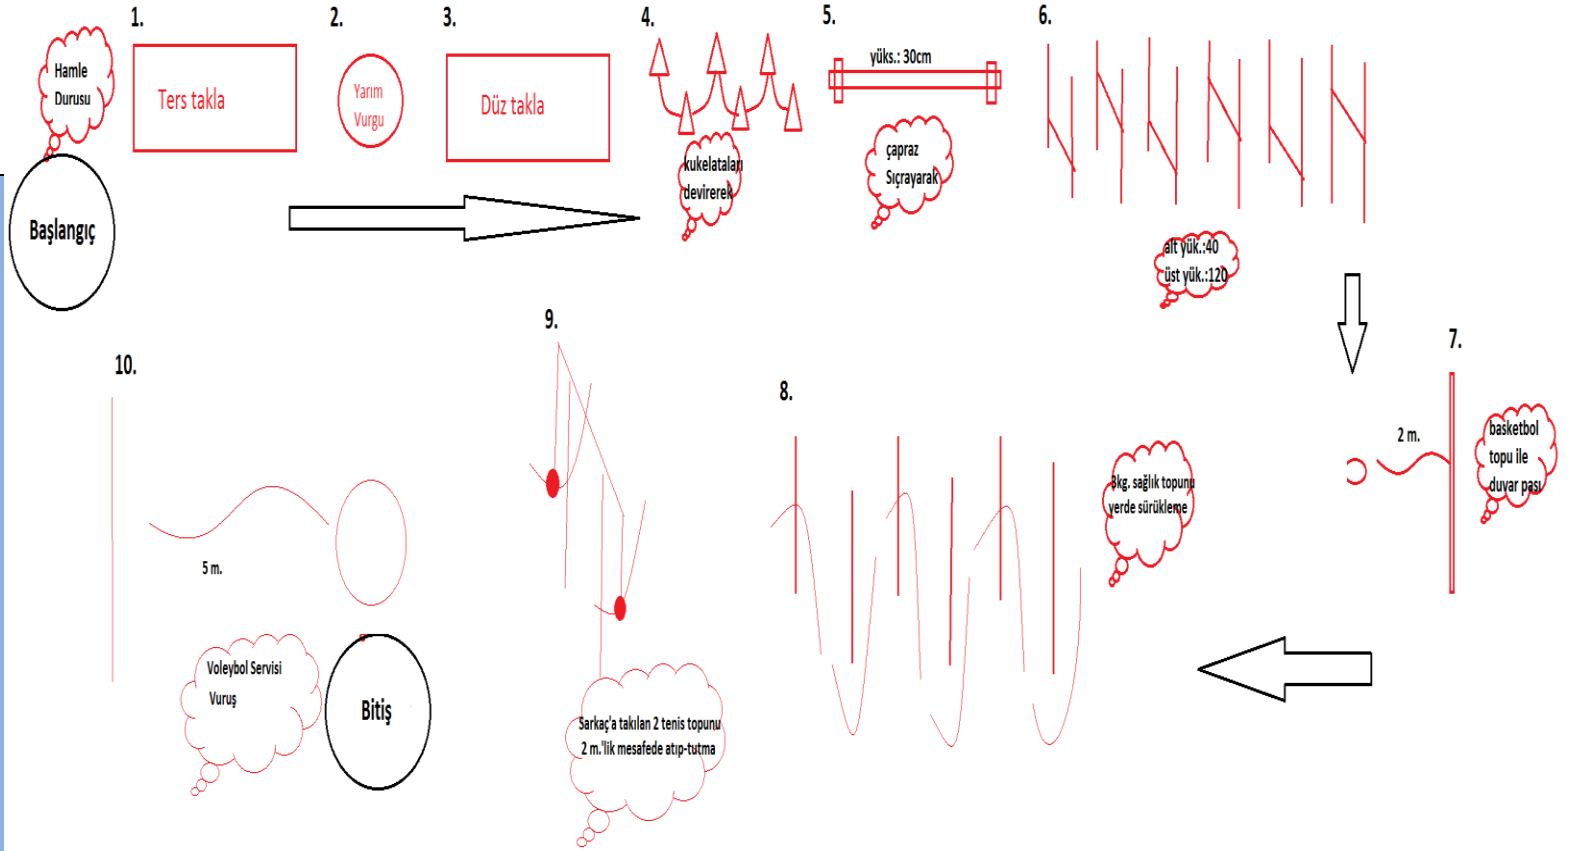 1.
2.
3.
4.
5.
6.
Hamle
Durusu
Ters takla
Yarım
Vurgu
Düz takla
yüks.: 30cm
kukelataları
devirerek
çapraz
Sıçrayarak
Başlangıç
alt yük.:40
üst yük.:120
7.
2 m.
basketbol
topu ile
duvar pası
8.
3kg. sağlık topunu
yerde sürükleme
9.
Sarkaç'a takılan 2 tenis topunu
2 m.'lik mesafede atıp-tutma
10.
5 m.
Voleybol Servisi
Vuruş
Bitiş